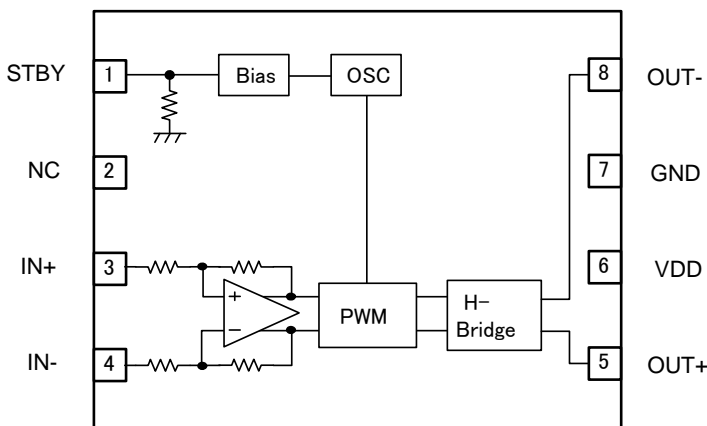 STBY 1 Bias OSC 8 OUT-
NC 2 7 GND
IN+ 3 6 VDD
+ PWM H-
Bridge
−
IN- 4 5 OUT+